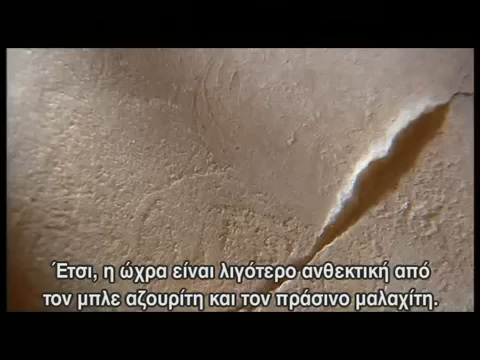 Έτσι, η ώχρα είναι λιγότερο ανθεκτική από
τον μπλε αζουρίτη και τον πράσινο μαλαχίτη.